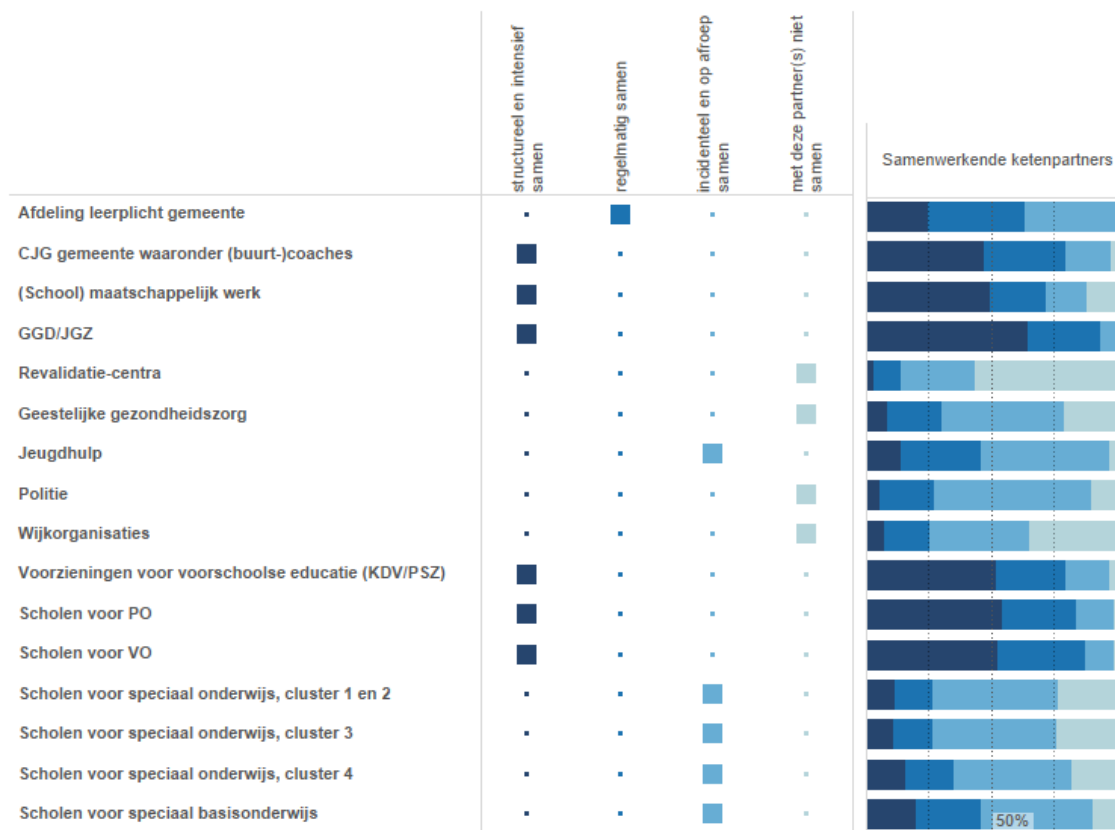 structureel en intensief
samen
regelmatig samen
incidenteel en op afroep
samen
met deze partner(s) niet
samen
Samenwerkende ketenpartners
Afdeling leerplicht gemeente
CJG gemeente waaronder (buurt-)coaches
(School) maatschappelijk werk
GGD/JGZ
Revalidatie-centra
Geestelijke gezondheidszorg
Jeugdhulp
Politie
Wijkorganisaties
Voorzieningen voor voorschoolse educatie (KDV/PSZ)
Scholen voor PO
Scholen voor VO
Scholen voor speciaal onderwijs, cluster 1 en 2
Scholen voor speciaal onderwijs, cluster 3
Scholen voor speciaal onderwijs, cluster 4
Scholen voor speciaal basisonderwijs
50%